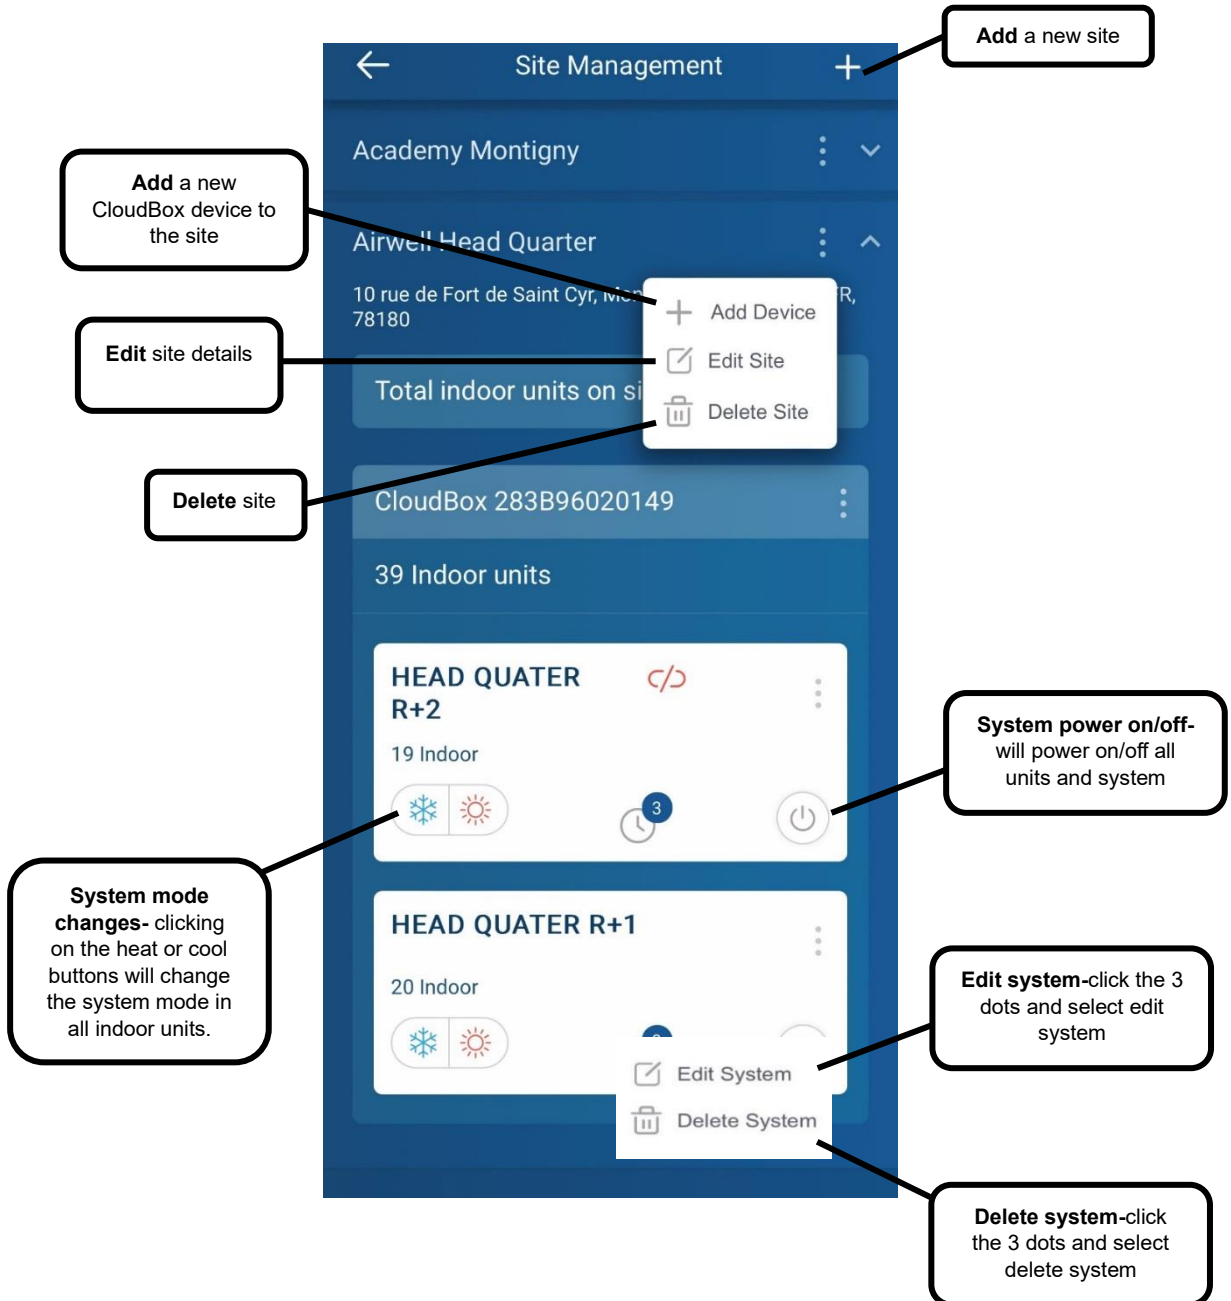 Add a new site
Site Management
Academy Montigny
Add a new
CloudBox device to
the site
Airwell Head Quarter
10 rue de Fort de Saint Cyr, R,
78180
Add Device
Edit site details
Edit Site
Total indoor units on
Delete Site
Delete site
CloudBox 283B96020149
39 Indoor units
HEAD QUATER
R+2
19 Indoor
3
System power on/off-
will power on/off all
units and system
System mode
changes- clicking
on the heat or cool
buttons will change
the system mode in
all indoor units.
HEAD QUATER R+1
20 Indoor
Edit system-click the 3
dots and select edit
system
Edit System
Delete System
Delete system-click
the 3 dots and select
delete system